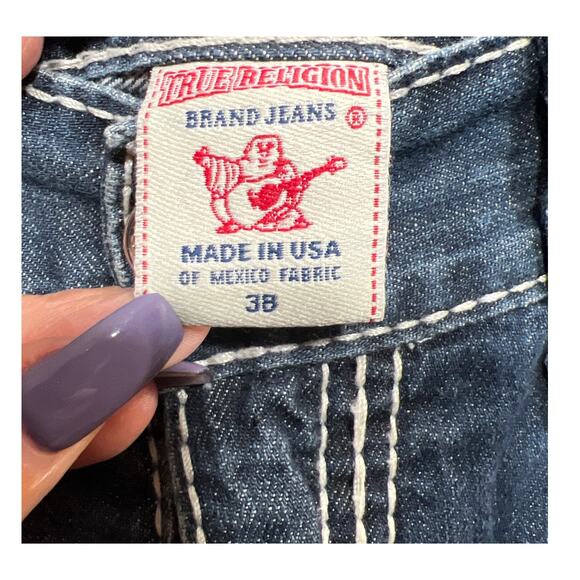 TRUE RELIGION
BRAND JEANS ®
MADE IN USA
OF MEXICO FABRIC
38